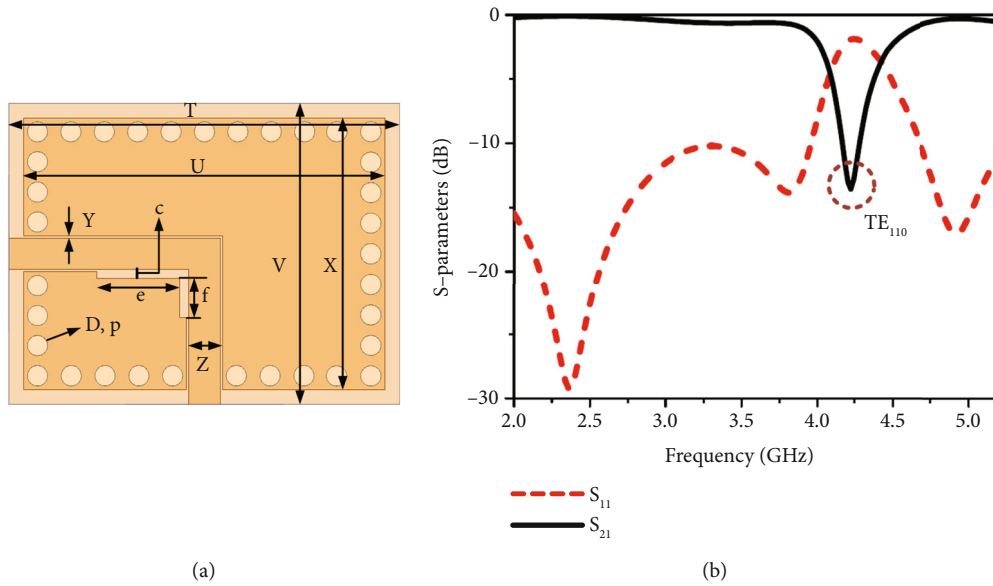 T
U
Y
c
V
X
e
f
D, p
Z
(a)
0
−10
−20
−30
S−parameters (dB)
TE₁₁₀
2.0 2.5 3.0 3.5 4.0 4.5 5.0
Frequency (GHz)
S₁₁
S₂₁
(b)